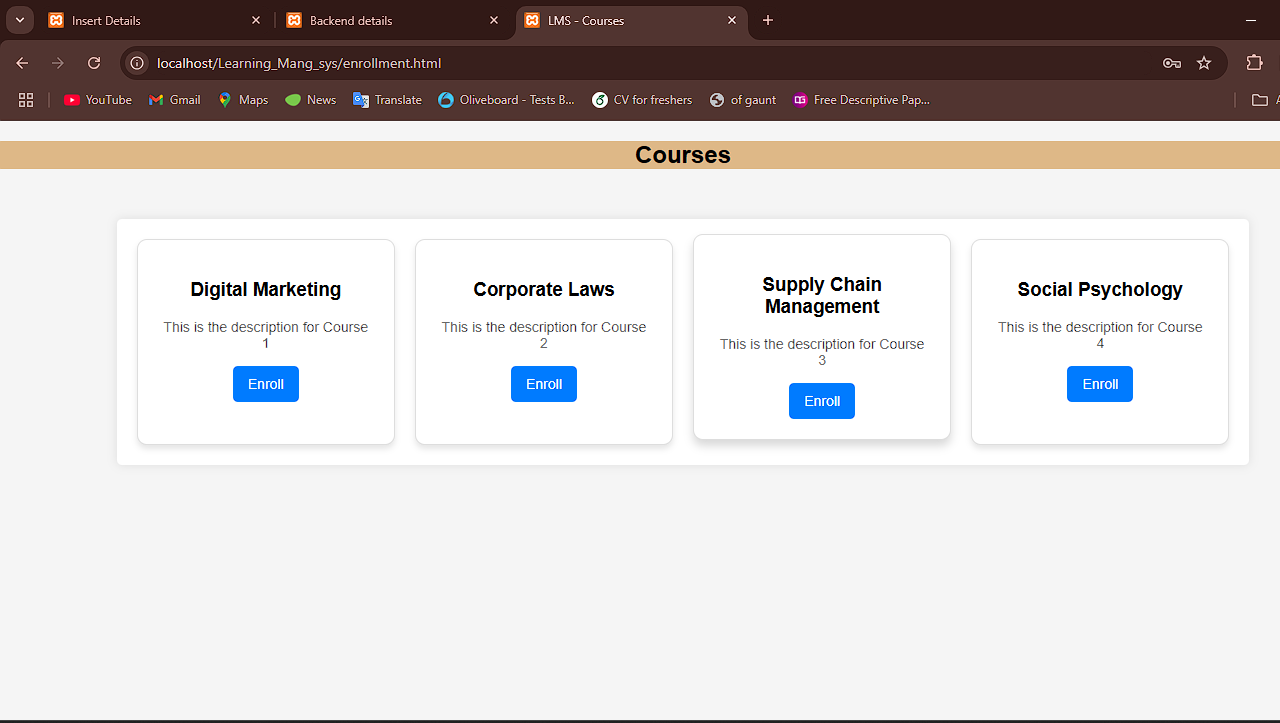 Insert Details
Backend details
LMS - Courses
localhost/Learning_Mang_sys/enrollment.html
YouTube
Gmail
Maps
News
Translate
Oliveboard - Tests B...
CV for freshers
of gaunt
Free Descriptive Pap...
Courses
Digital Marketing
This is the description for Course
1
Enroll
Corporate Laws
This is the description for Course
2
Enroll
Supply Chain
Management
This is the description for Course
3
Enroll
Social Psychology
This is the description for Course
4
Enroll